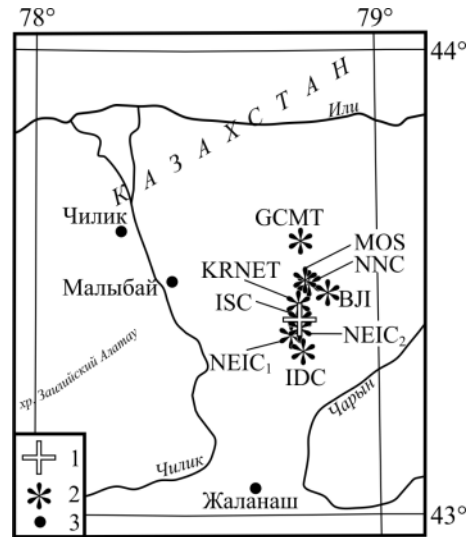 78°
79°
44°
КАЗАХСТАН
Или
Чилик
GCMT
MOS
KRNET
NNC
Малыбай
ISC
BJI
NEIC₁
NEIC₂
IDC
хр. Заилийский Алатау
Чарын
1
2
3
Чилик
Жаланаш
43°